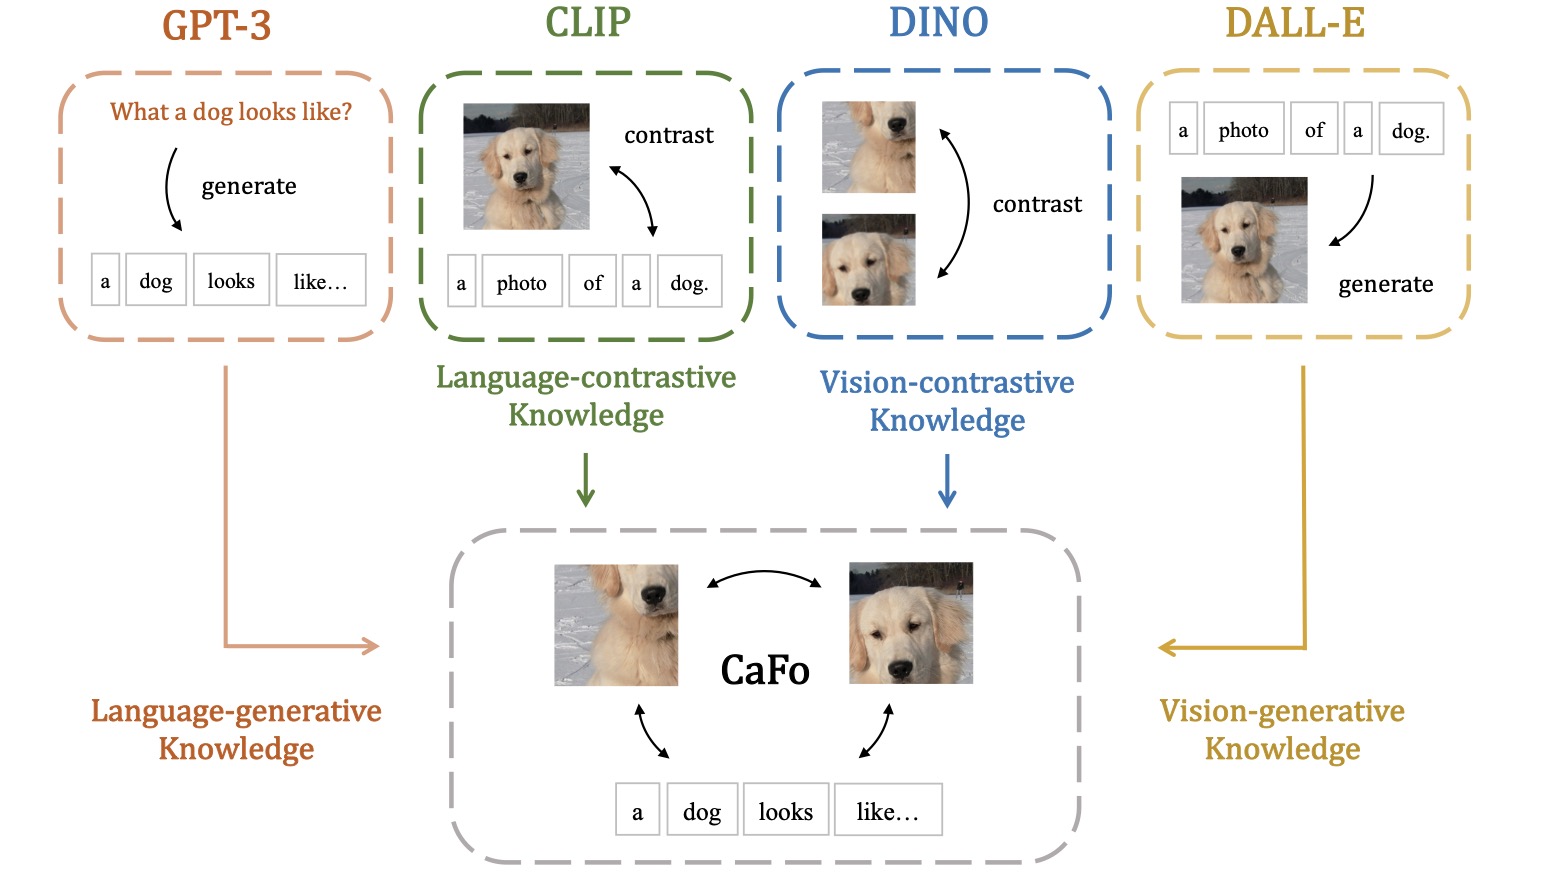 GPT-3
CLIP
DINO
DALL-E
What a dog looks like?
generate
a dog looks like...
contrast
a photo of a dog.
contrast
a photo of a dog.
generate
Language-contrastive
Knowledge
Vision-contrastive
Knowledge
CaFo
Language-generative
Knowledge
Vision-generative
Knowledge
a dog looks like...